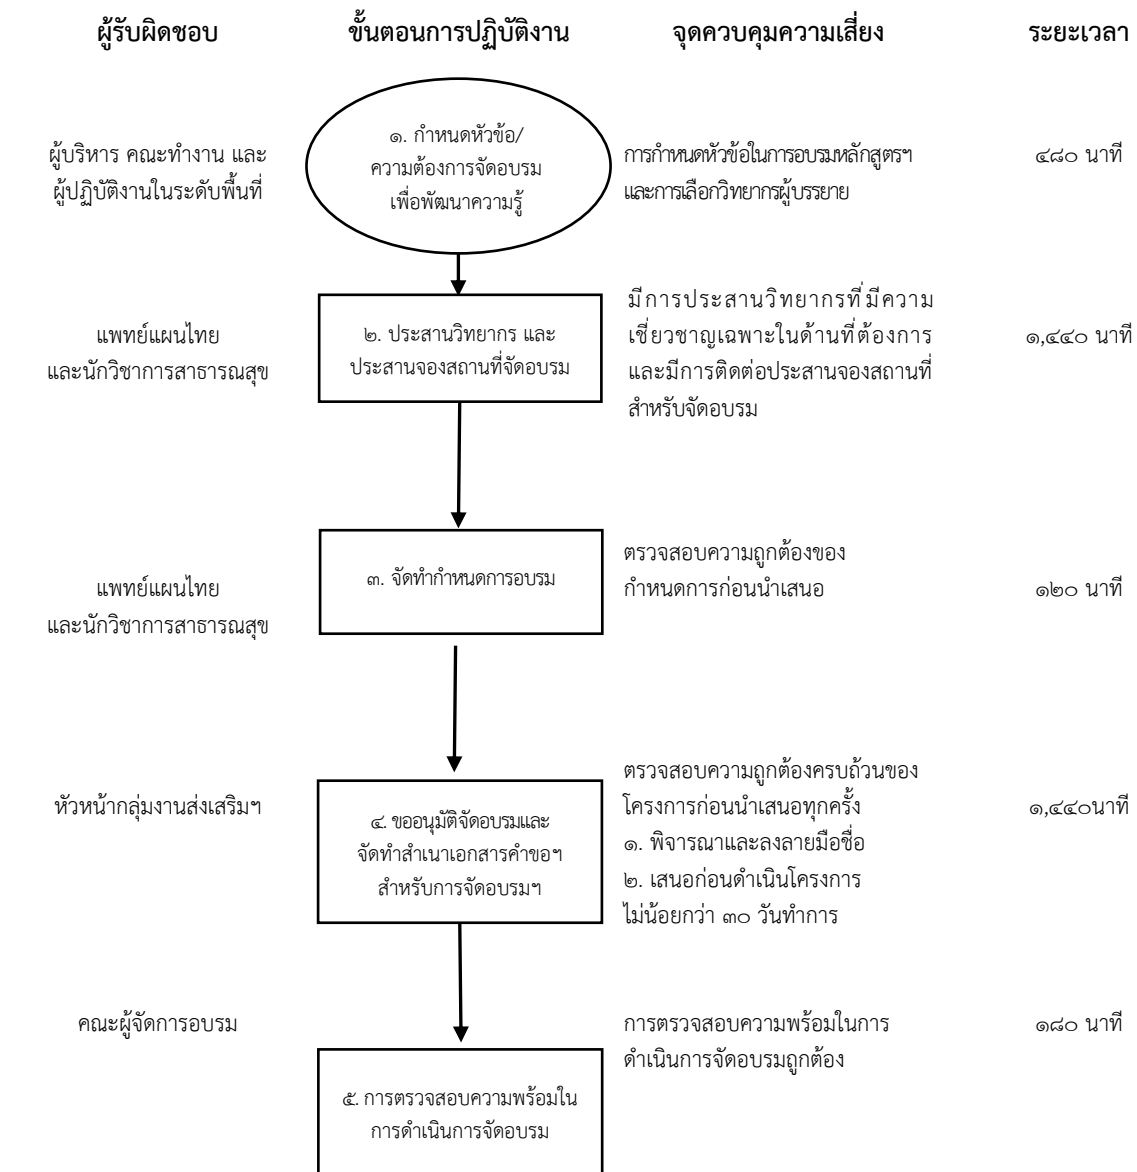 ผู้รับผิดชอบ ขั้นตอนการปฏิบัติงาน จุดควบคุมความเสี่ยง ระยะเวลา
ผู้บริหาร คณะทำงาน และ
ผู้ปฏิบัติงานในระดับพื้นที่
๑. กำหนดหัวข้อ/
ความต้องการจัดอบรม
เพื่อพัฒนาความรู้
การกำหนดหัวข้อในการอบรมหลักสูตรฯ
และการเลือกวิทยากรผู้บรรยาย
๔๘๐ นาที
แพทย์แผนไทย
และนักวิชาการสาธารณสุข
๒. ประสานวิทยากร และ
ประสานจองสถานที่จัดอบรม
มีการประสานวิทยากรที่มีความ
เชี่ยวชาญเฉพาะในด้านที่ต้องการ
และมีการติดต่อประสานจองสถานที่
สำหรับจัดอบรม
๑,๔๔๐ นาที
แพทย์แผนไทย
และนักวิชาการสาธารณสุข
๓. จัดทำกำหนดการอบรม
ตรวจสอบความถูกต้องของ
กำหนดการก่อนนำเสนอ
๑๒๐ นาที
หัวหน้ากลุ่มงานส่งเสริมฯ
๔. ขออนุมัติจัดอบรมและ
จัดทำสำเนาเอกสารคำขอฯ
สำหรับการจัดอบรมฯ
ตรวจสอบความถูกต้องครบถ้วนของ
โครงการก่อนนำเสนอทุกครั้ง
๑. พิจารณาและลงลายมือชื่อ
๒. เสนอก่อนดำเนินโครงการ
ไม่น้อยกว่า ๓๐ วันทำการ
๑,๔๔๐นาที
คณะผู้จัดการอบรม
๕. การตรวจสอบความพร้อมใน
การดำเนินการจัดอบรม
การตรวจสอบความพร้อมในการ
ดำเนินการจัดอบรมถูกต้อง
๑๘๐ นาที